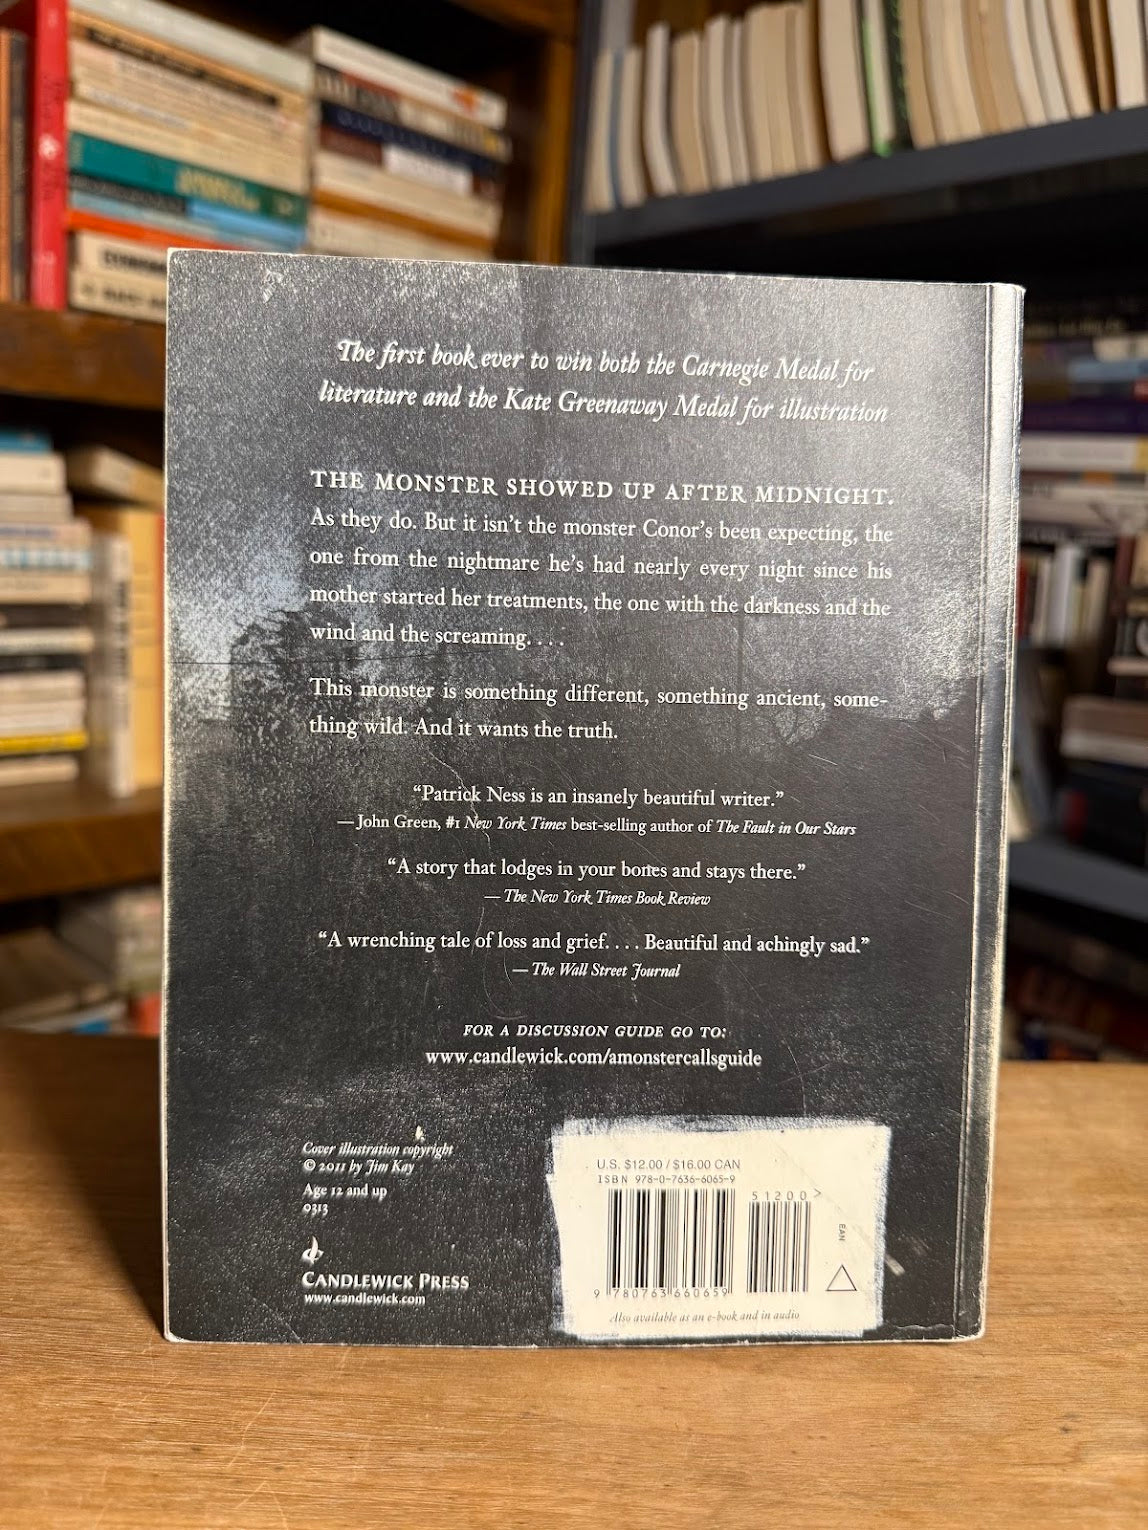 The first book ever to win both the Carnegie Medal for
literature and the Kate Greenaway Medal for illustration
THE MONSTER SHOWED UP AFTER MIDNIGHT.
As they do. But it isn't the monster Conor's been expecting, the
one from the nightmare he's had nearly every night since his
mother started her treatments, the one with the darkness and the
wind and the screaming. . . .
This monster is something different, something ancient, some-
thing wild. And it wants the truth.
“Patrick Ness is an insanely beautiful writer.”
— John Green, #1 New York Times best-selling author of The Fault in Our Stars
“A story that lodges in your bones and stays there.”
— The New York Times Book Review
“A wrenching tale of loss and grief. . . . Beautiful and achingly sad.”
— The Wall Street Journal
FOR A DISCUSSION GUIDE GO TO:
www.candlewick.com/amonstercallsguide
Cover illustration copyright
© 2011 by Jim Kay
Age 12 and up
0313
CANDLEWICK PRESS
www.candlewick.com
U.S. $12.00 / $16.00 CAN
ISBN 978-0-7636-6065-9
51200>
EAN
9 780763 660659
Also available as an e-book and in audio